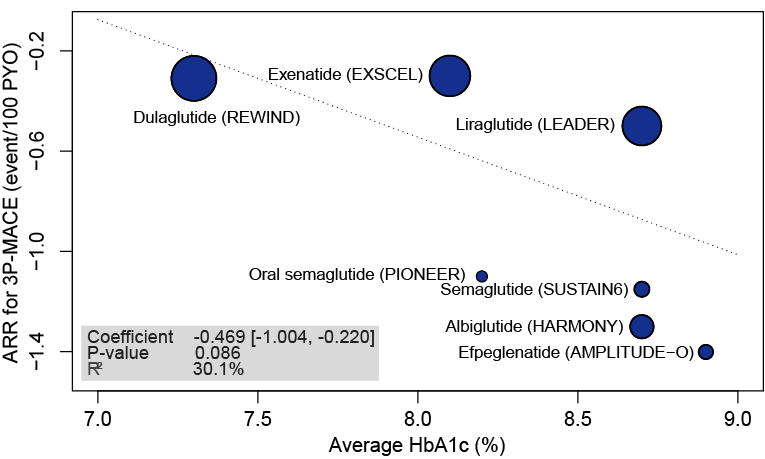 ARR for 3P-MACE (event/100 PYO)
−0.2
−0.6
−1.0
−1.4
Exenatide (EXSCEL)
Dulaglutide (REWIND)
Liraglutide (LEADER)
Oral semaglutide (PIONEER)
Semaglutide (SUSTAIN6)
Albiglutide (HARMONY)
Efpeglenatide (AMPLITUDE−O)
Coefficient -0.469 [-1.004, -0.220]
P-value 0.086
R² 30.1%
7.0 7.5 8.0 8.5 9.0
Average HbA1c (%)